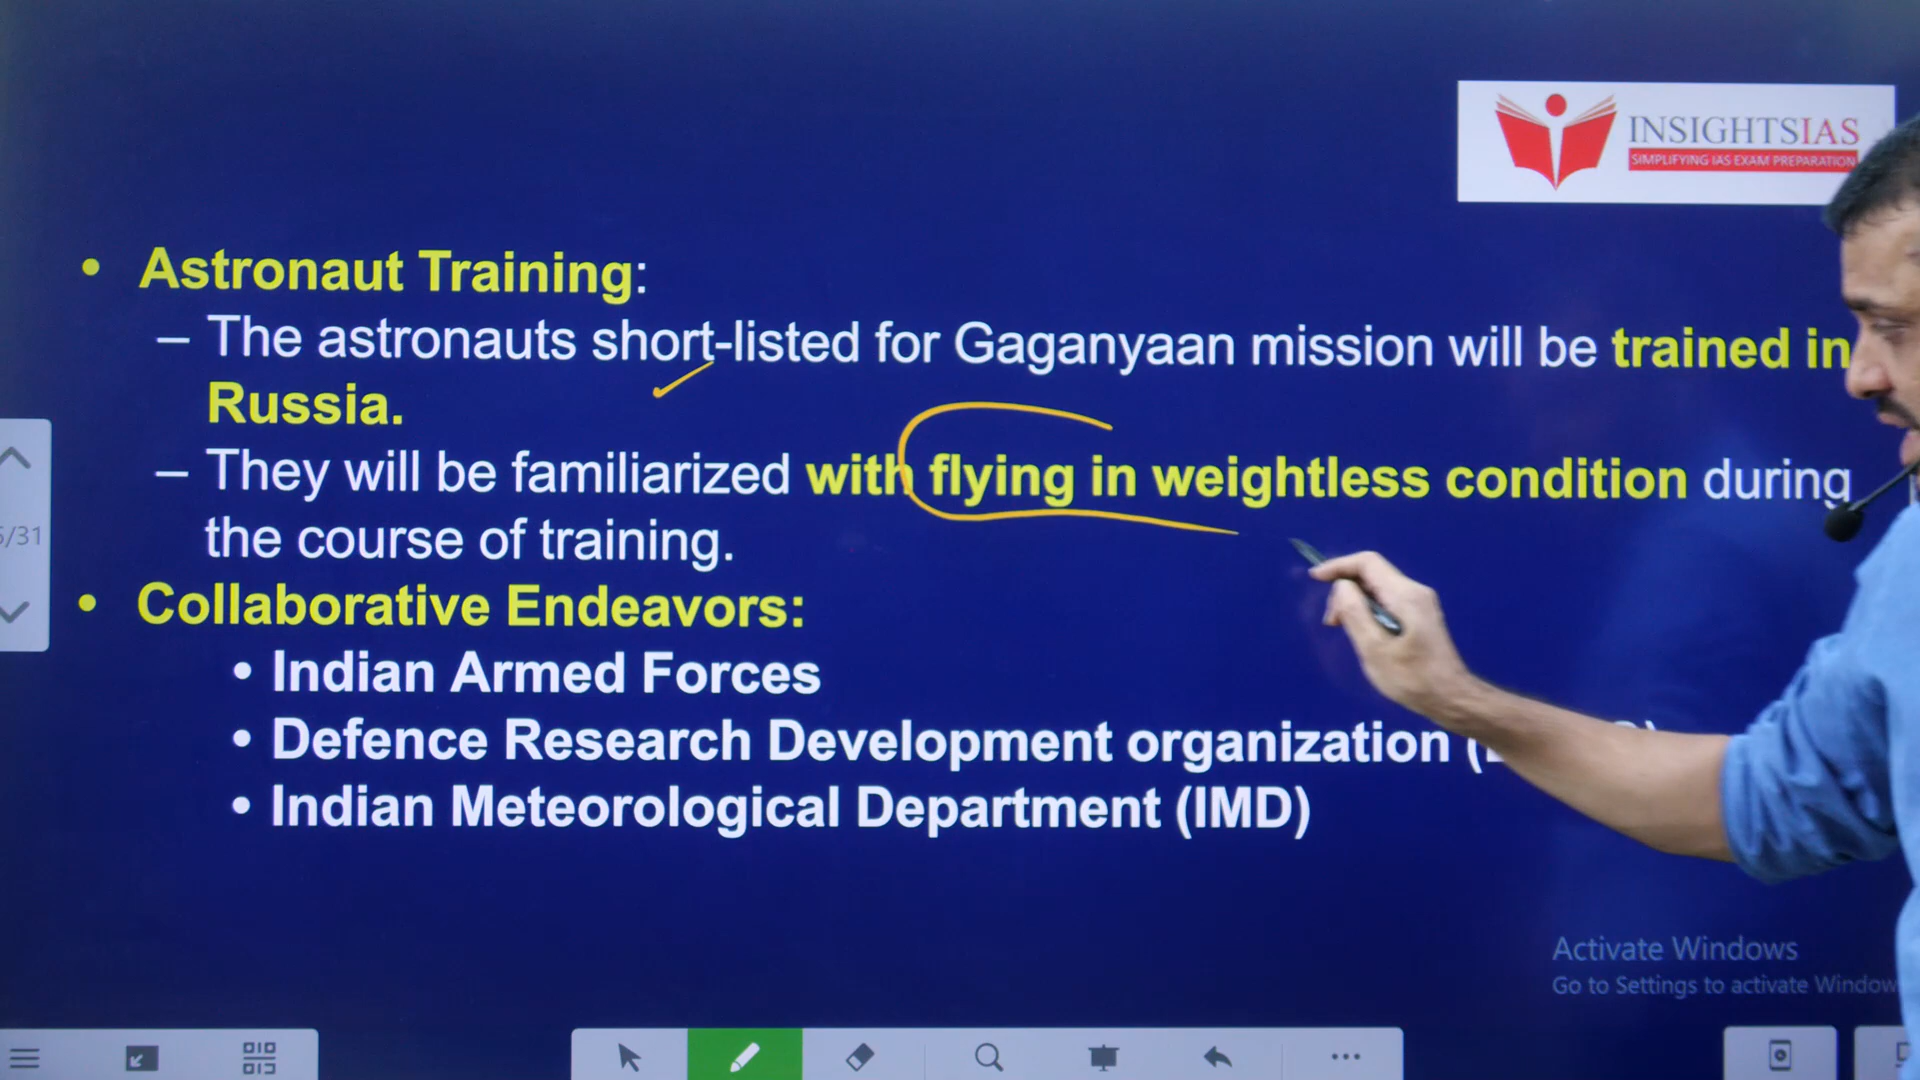 INSIGHTSIAS
SIMPLIFYING IAS EXAM PREPARATION
• Astronaut Training:
– The astronauts short-listed for Gaganyaan mission will be trained in
Russia.
– They will be familiarized with flying in weightless condition during
the course of training.
• Collaborative Endeavors:
• Indian Armed Forces
• Defence Research Development organization (
• Indian Meteorological Department (IMD)
/31
Activate Windows
Go to Settings to activate Window